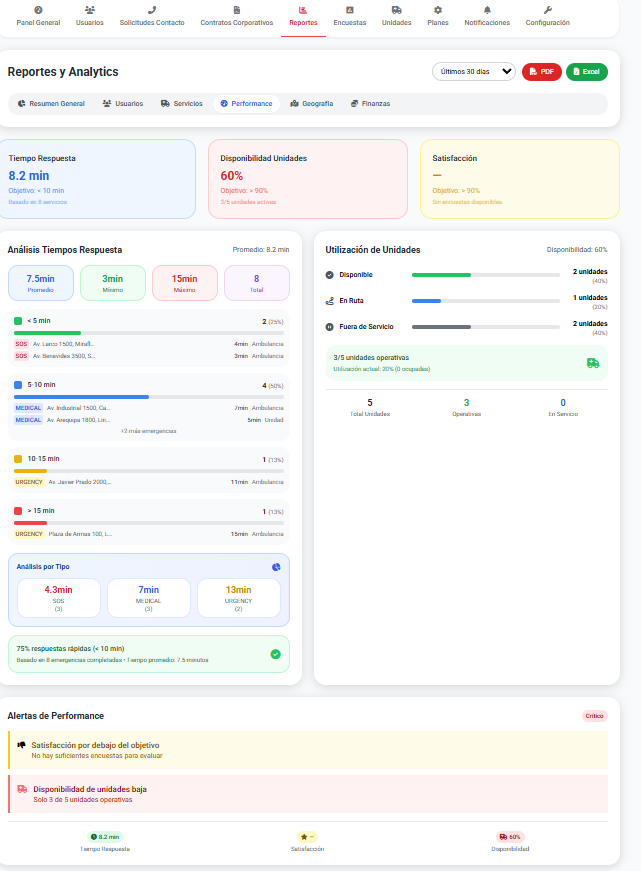 Panel General
Usuarios
Solicitudes Contacto
Contratos Corporativos
Reportes
Encuestas
Unidades
Planes
Notificaciones
Configuración
Reportes y Analytics
Últimos 30 días
PDF
Excel
Resumen General
Usuarios
Servicios
Performance
Geografía
Finanzas
Tiempo Respuesta
8.2 min
Objetivo: < 10 min
Basado en 8 servicios
Disponibilidad Unidades
60%
Objetivo: > 90%
3/5 unidades activas
Satisfacción
—
Objetivo: > 90%
Sin encuestas disponibles
Análisis Tiempos Respuesta
Promedio: 8.2 min
7.5min
Promedio
3min
Mínimo
15min
Máximo
8
Total
< 5 min
2 (25%)
SOS Av. Larco 1500, Mirafl... 4min Ambulancia
SOS Av. Benavides 3500, S... 3min Ambulancia
5-10 min
4 (50%)
MEDICAL Av. Industrial 1500, Ca... 7min Ambulancia
MEDICAL Av. Arequipa 1800, Lin... 5min Unidad
+2 más emergencias
10-15 min
1 (13%)
URGENCY Av. Javier Prado 2000,... 11min Ambulancia
> 15 min
1 (13%)
URGENCY Plaza de Armas 100, L... 15min Ambulancia
Análisis por Tipo
4.3min
SOS
(3)
7min
MEDICAL
(3)
13min
URGENCY
(2)
75% respuestas rápidas (< 10 min)
Basado en 8 emergencias completadas • Tiempo promedio: 7.5 minutos
Utilización de Unidades
Disponibilidad: 60%
Disponible
2 unidades
(40%)
En Ruta
1 unidades
(20%)
Fuera de Servicio
2 unidades
(40%)
3/5 unidades operativas
Utilización actual: 20% (0 ocupadas)
5
Total Unidades
3
Operativas
0
En Servicio
Alertas de Performance
Crítico
Satisfacción por debajo del objetivo
No hay suficientes encuestas para evaluar
Disponibilidad de unidades baja
Solo 3 de 5 unidades operativas
8.2 min
Tiempo Respuesta
—
Satisfacción
60%
Disponibilidad